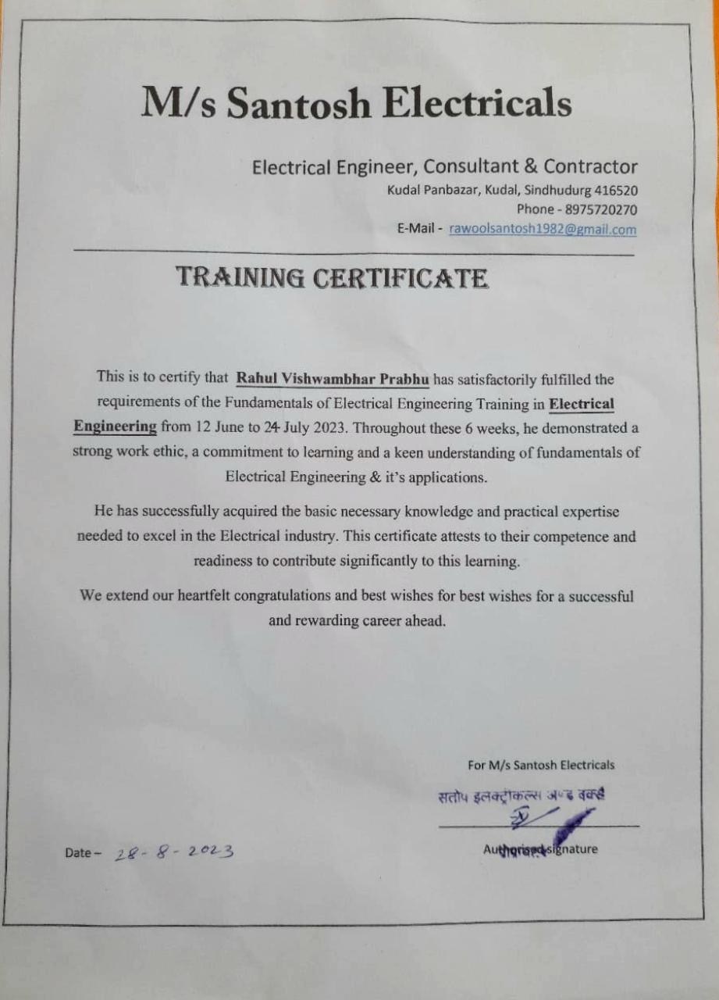 M/s Santosh Electricals
Electrical Engineer, Consultant & Contractor
Kudal Panbazar, Kudal, Sindhudurg 416520
Phone - 8975720270
E-Mail - rawoolsantosh1982@gmail.com
TRAINING CERTIFICATE
This is to certify that Rahul Vishwambhar Prabhu has satisfactorily fulfilled the
requirements of the Fundamentals of Electrical Engineering Training in Electrical
Engineering from 12 June to 24 July 2023. Throughout these 6 weeks, he demonstrated a
strong work ethic, a commitment to learning and a keen understanding of fundamentals of
Electrical Engineering & it's applications.
He has successfully acquired the basic necessary knowledge and practical expertise
needed to excel in the Electrical industry. This certificate attests to their competence and
readiness to contribute significantly to this learning.
We extend our heartfelt congratulations and best wishes for best wishes for a successful
and rewarding career ahead.
For M/s Santosh Electricals
सतोष इलक्ट्रीकल्स अण्ड वर्क्स
Date – 28-8-2023
Authorised signature